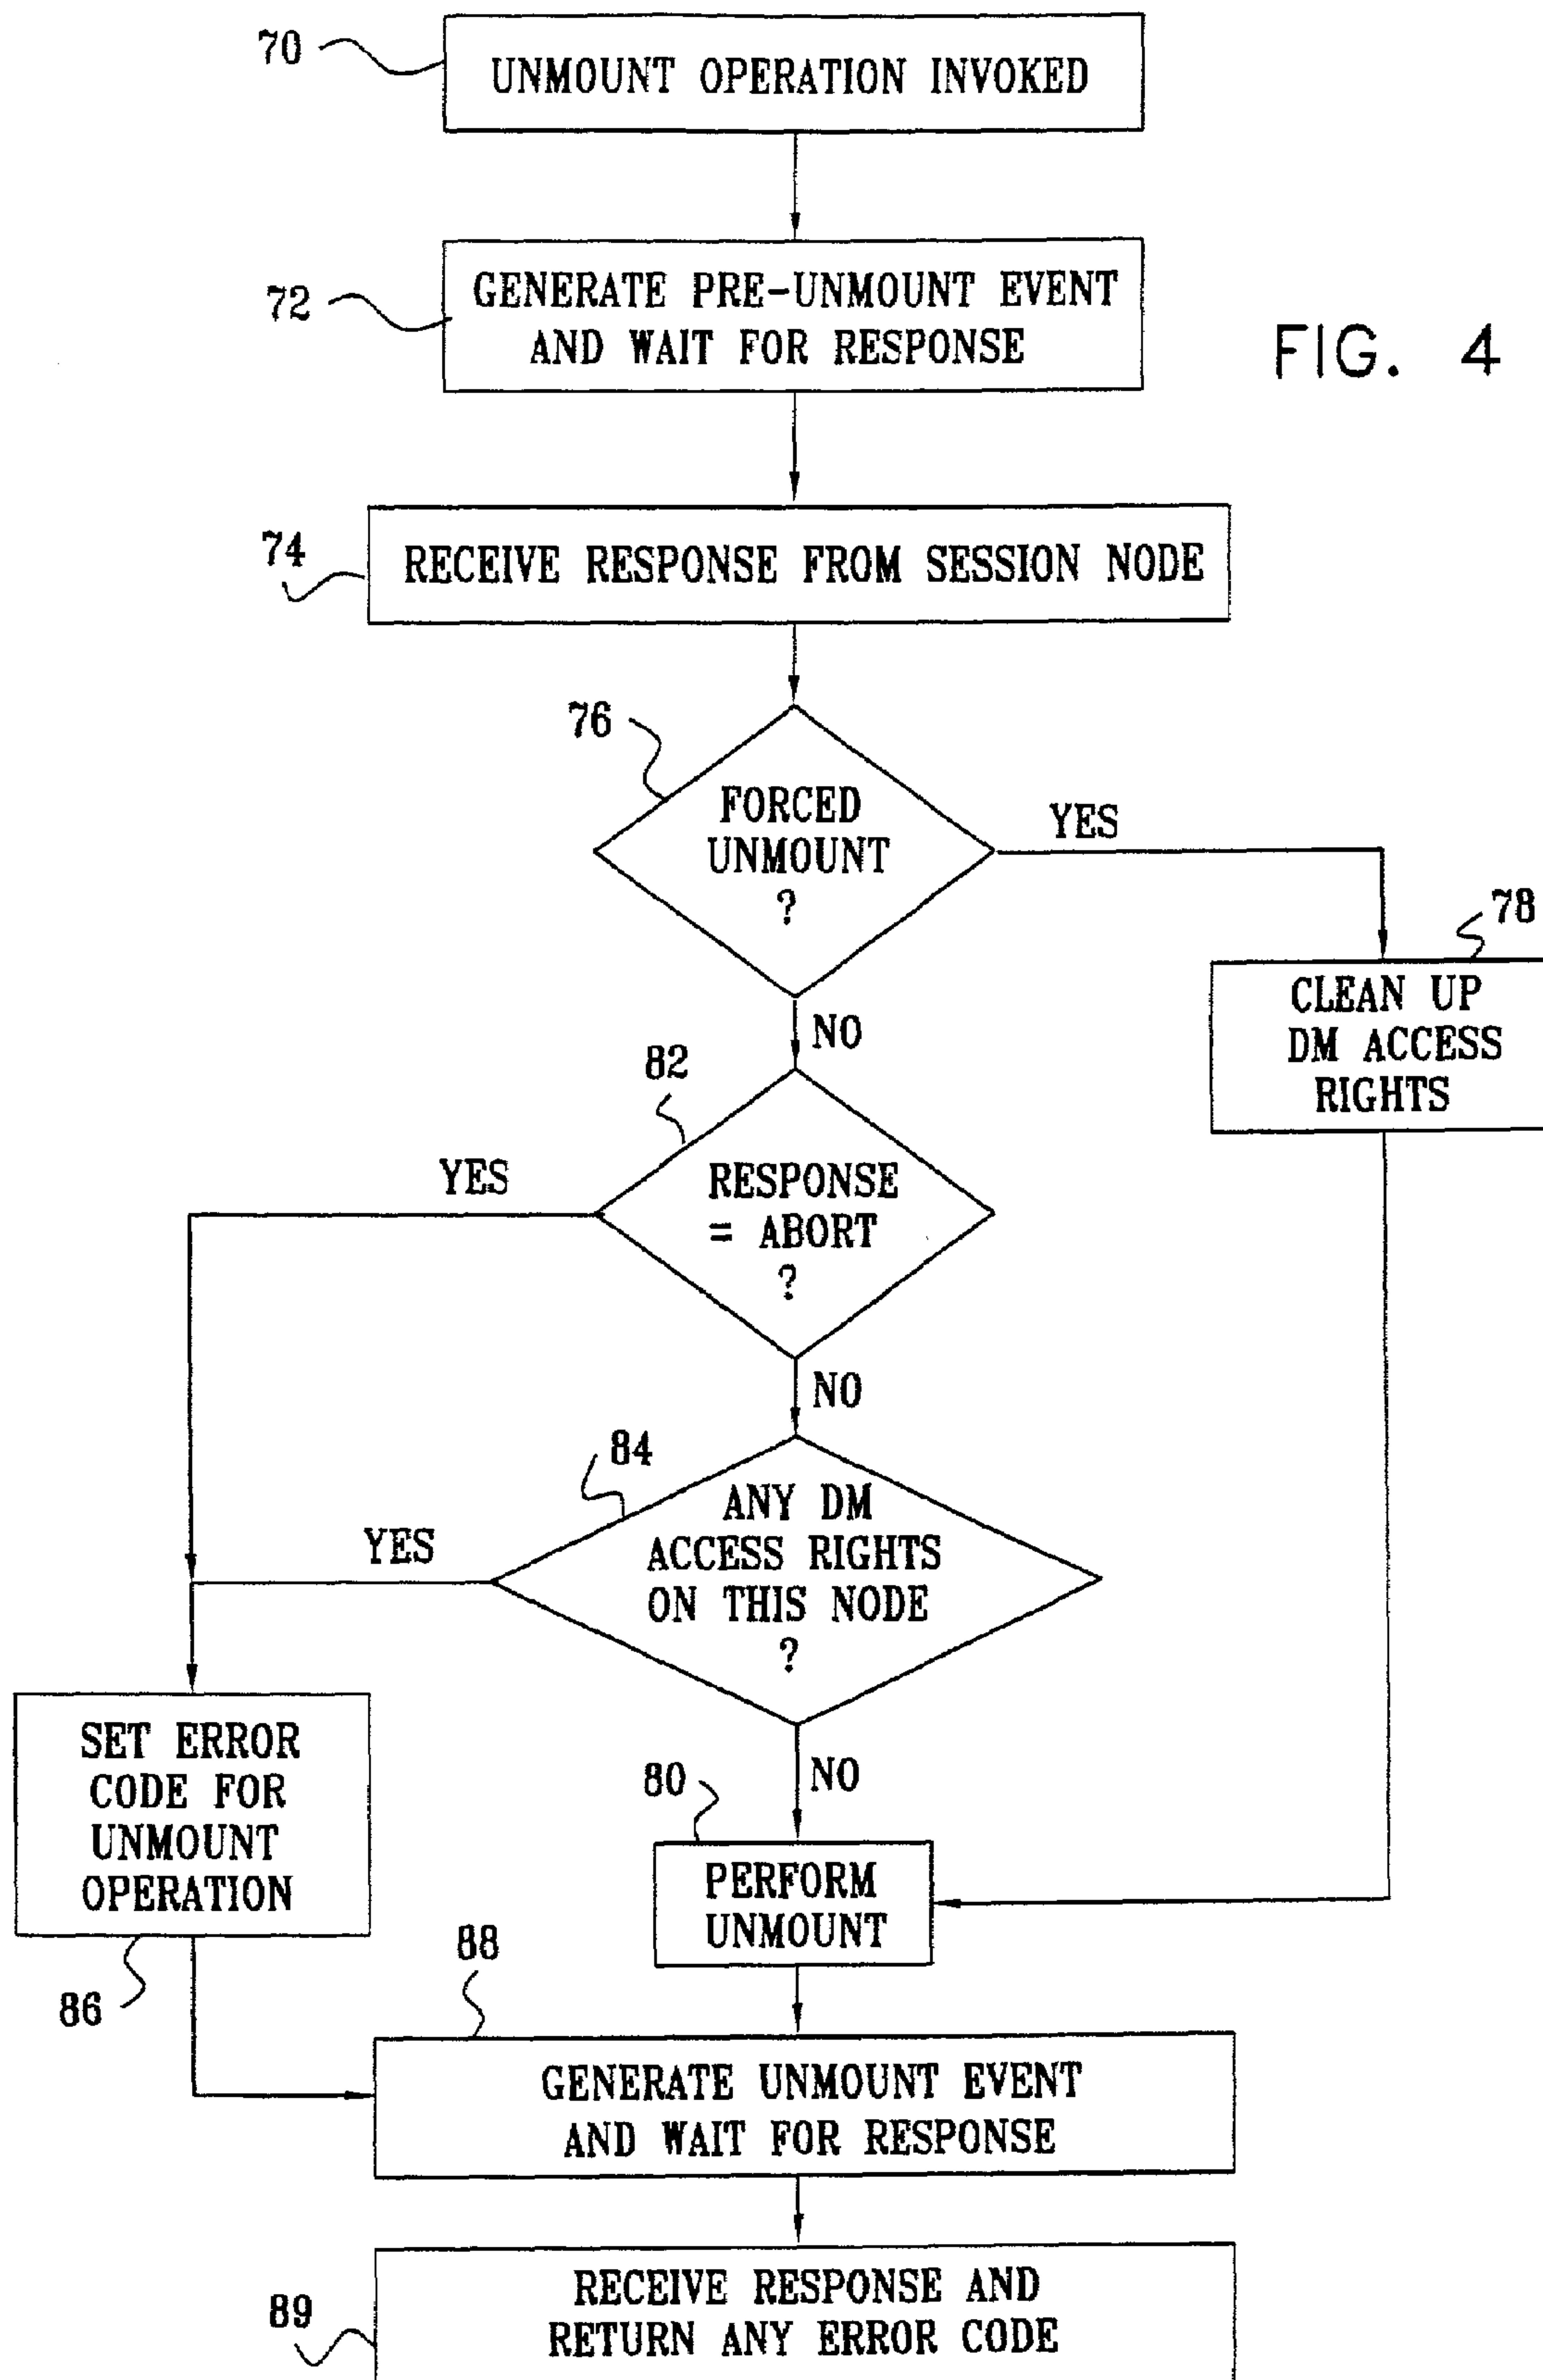 70
UNMOUNT OPERATION INVOKED
72
GENERATE PRE-UNMOUNT EVENT
AND WAIT FOR RESPONSE
FIG. 4
74
RECEIVE RESPONSE FROM SESSION NODE
76
FORCED
UNMOUNT
?
YES
78
CLEAN UP
DM ACCESS
RIGHTS
NO
82
RESPONSE
= ABORT
?
YES
NO
84
ANY DM
ACCESS RIGHTS
ON THIS NODE
?
YES
NO
SET ERROR
CODE FOR
UNMOUNT
OPERATION
86
80
PERFORM
UNMOUNT
88
GENERATE UNMOUNT EVENT
AND WAIT FOR RESPONSE
89
RECEIVE RESPONSE AND
RETURN ANY ERROR CODE